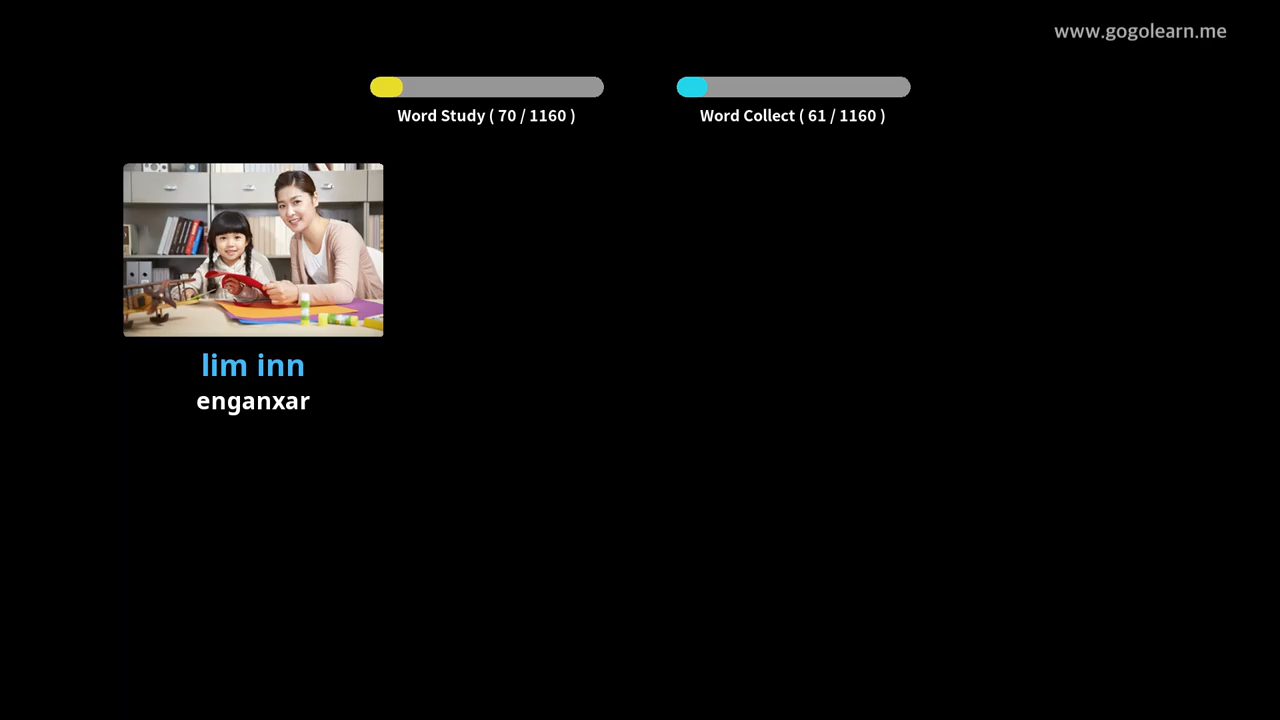 www.gogolearn.me
Word Study ( 70 / 1160 )
Word Collect ( 61 / 1160 )
lim inn
enganxar